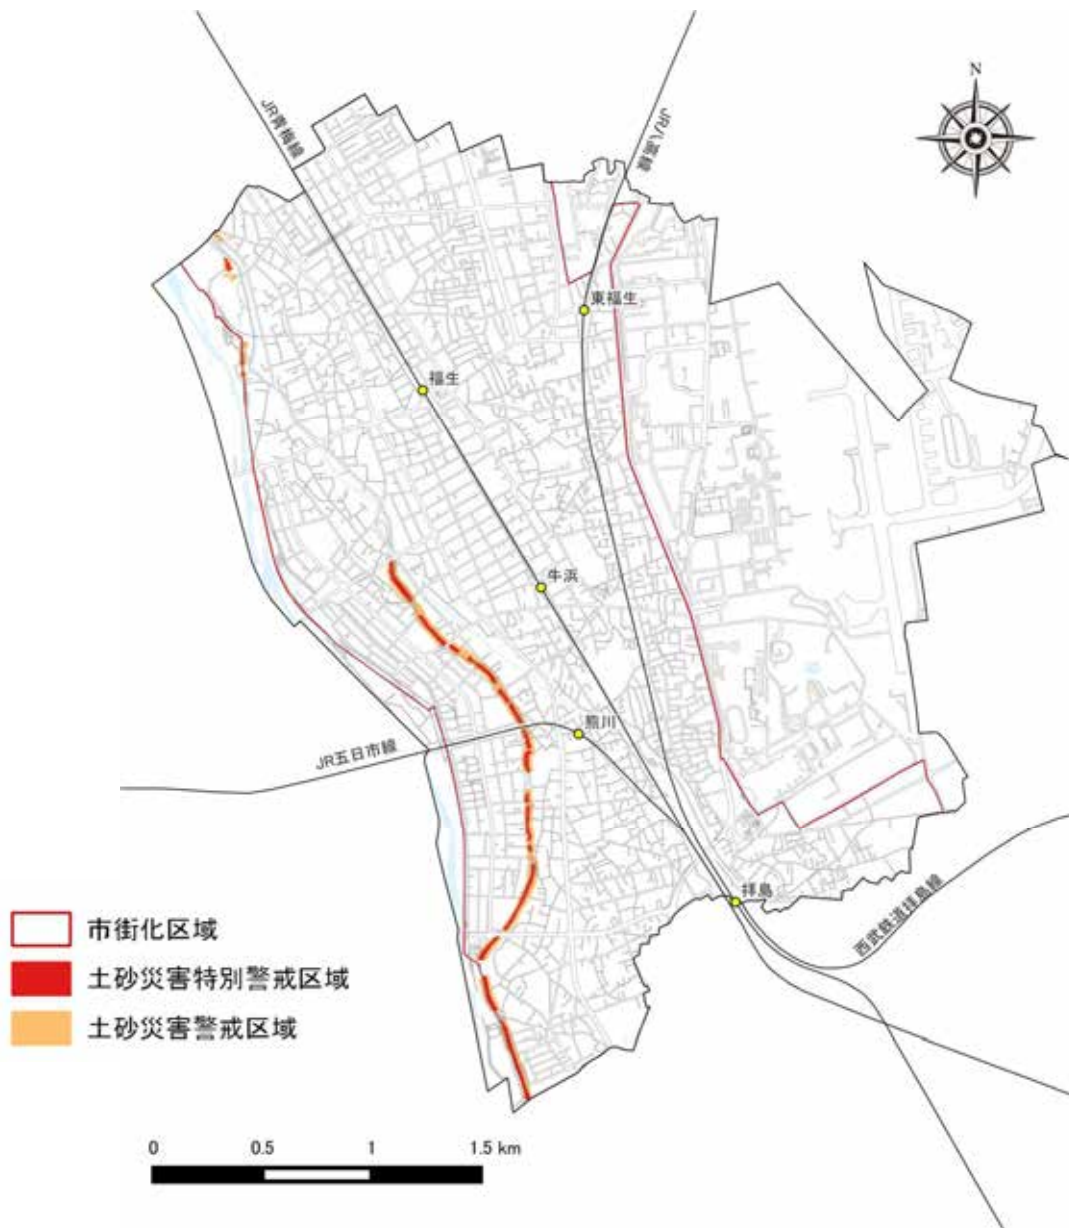 N
JR青梅線
JR八高線
東福生
福生
牛浜
熊川
JR五日市線
拝島
西武鉄道拝島線
市街化区域
土砂災害特別警戒区域
土砂災害警戒区域
0 0.5 1 1.5 km